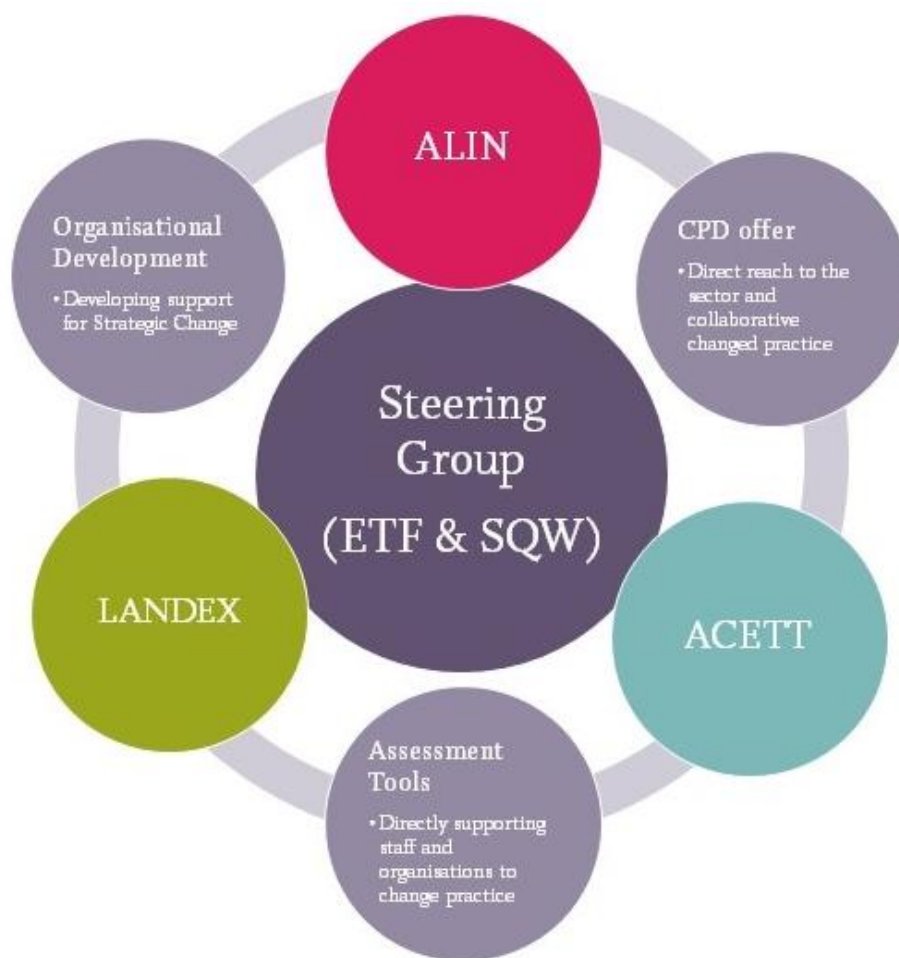 ALIN
Organisational
Development
• Developing support
for Strategic Change
CPD offer
• Direct reach to the
sector and
collaborative
changed practice
Steering
Group
(ETF & SQW)
LANDEX
ACETT
Assessment
Tools
• Directly supporting
staff and
organisations to
change practice